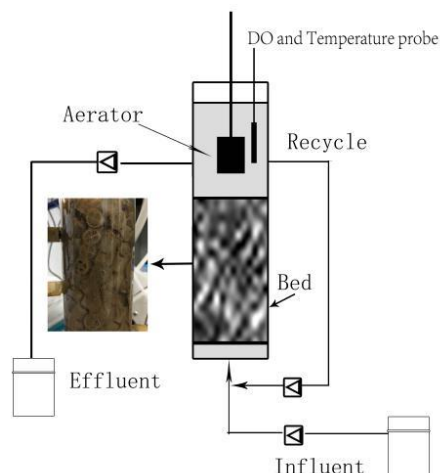 DO and Temperature probe
Aerator
Recycle
Bed
Effluent
Influent